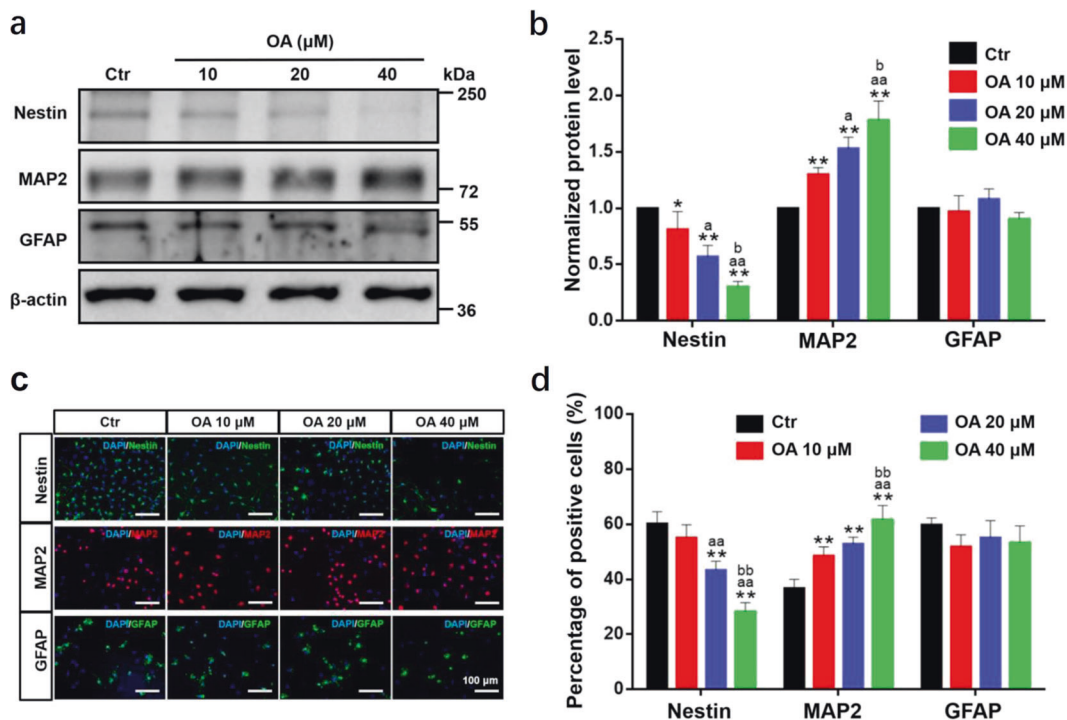 a
OA (μM)
Ctr 10 20 40 kDa
Nestin
250
MAP2
72
GFAP
55
β-actin
36
b
Normalized protein level
2.5
2.0
1.5
1.0
0.5
0.0
Ctr
OA 10 μM
OA 20 μM
OA 40 μM
*
a
**
b
aa
**
**
a
**
b
aa
**
Nestin MAP2 GFAP
c
Ctr OA 10 μM OA 20 μM OA 40 μM
Nestin
DAPI/Nestin DAPI/Nestin DAPI/Nestin DAPI/Nestin
MAP2
DAPI/MAP2 DAPI/MAP2 DAPI/MAP2 DAPI/MAP2
GFAP
DAPI/GFAP DAPI/GFAP DAPI/GFAP DAPI/GFAP
100 μm
d
Percentage of positive cells (%)
100
80
60
40
20
0
Ctr
OA 10 μM
OA 20 μM
OA 40 μM
aa
**
bb
aa
**
**
**
bb
aa
**
Nestin MAP2 GFAP